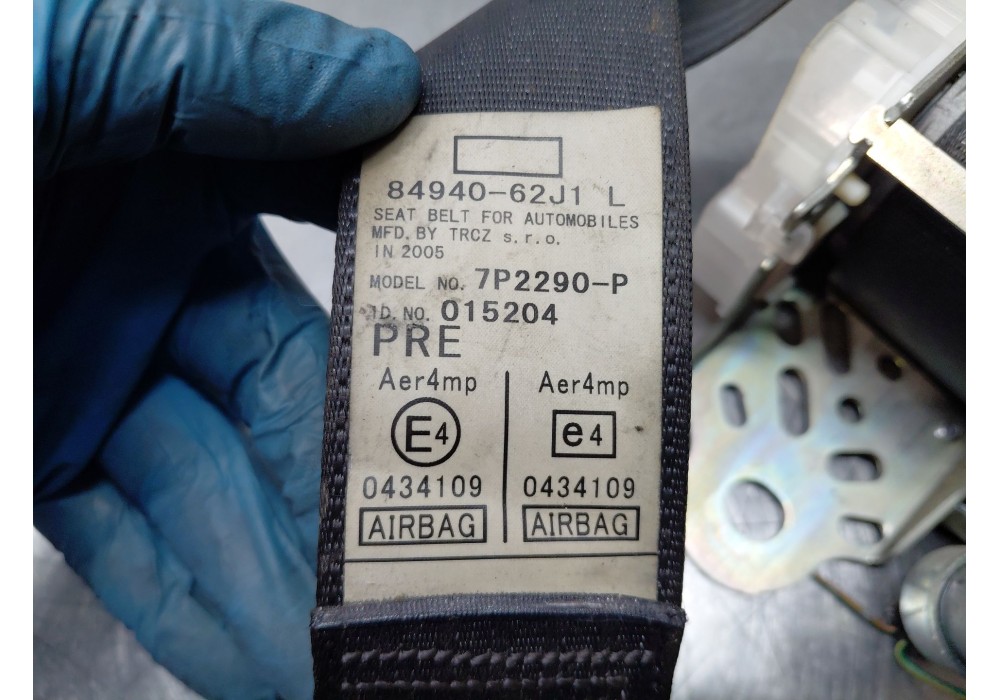 84940-62J1 L
SEAT BELT FOR AUTOMOBILES
MFD. BY TRCZ s.r.o.
IN 2005
MODEL NO. 7P2290-P
ID. NO. 015204
PRE
Aer4mp Aer4mp
E4 e4
0434109 0434109
AIRBAG AIRBAG